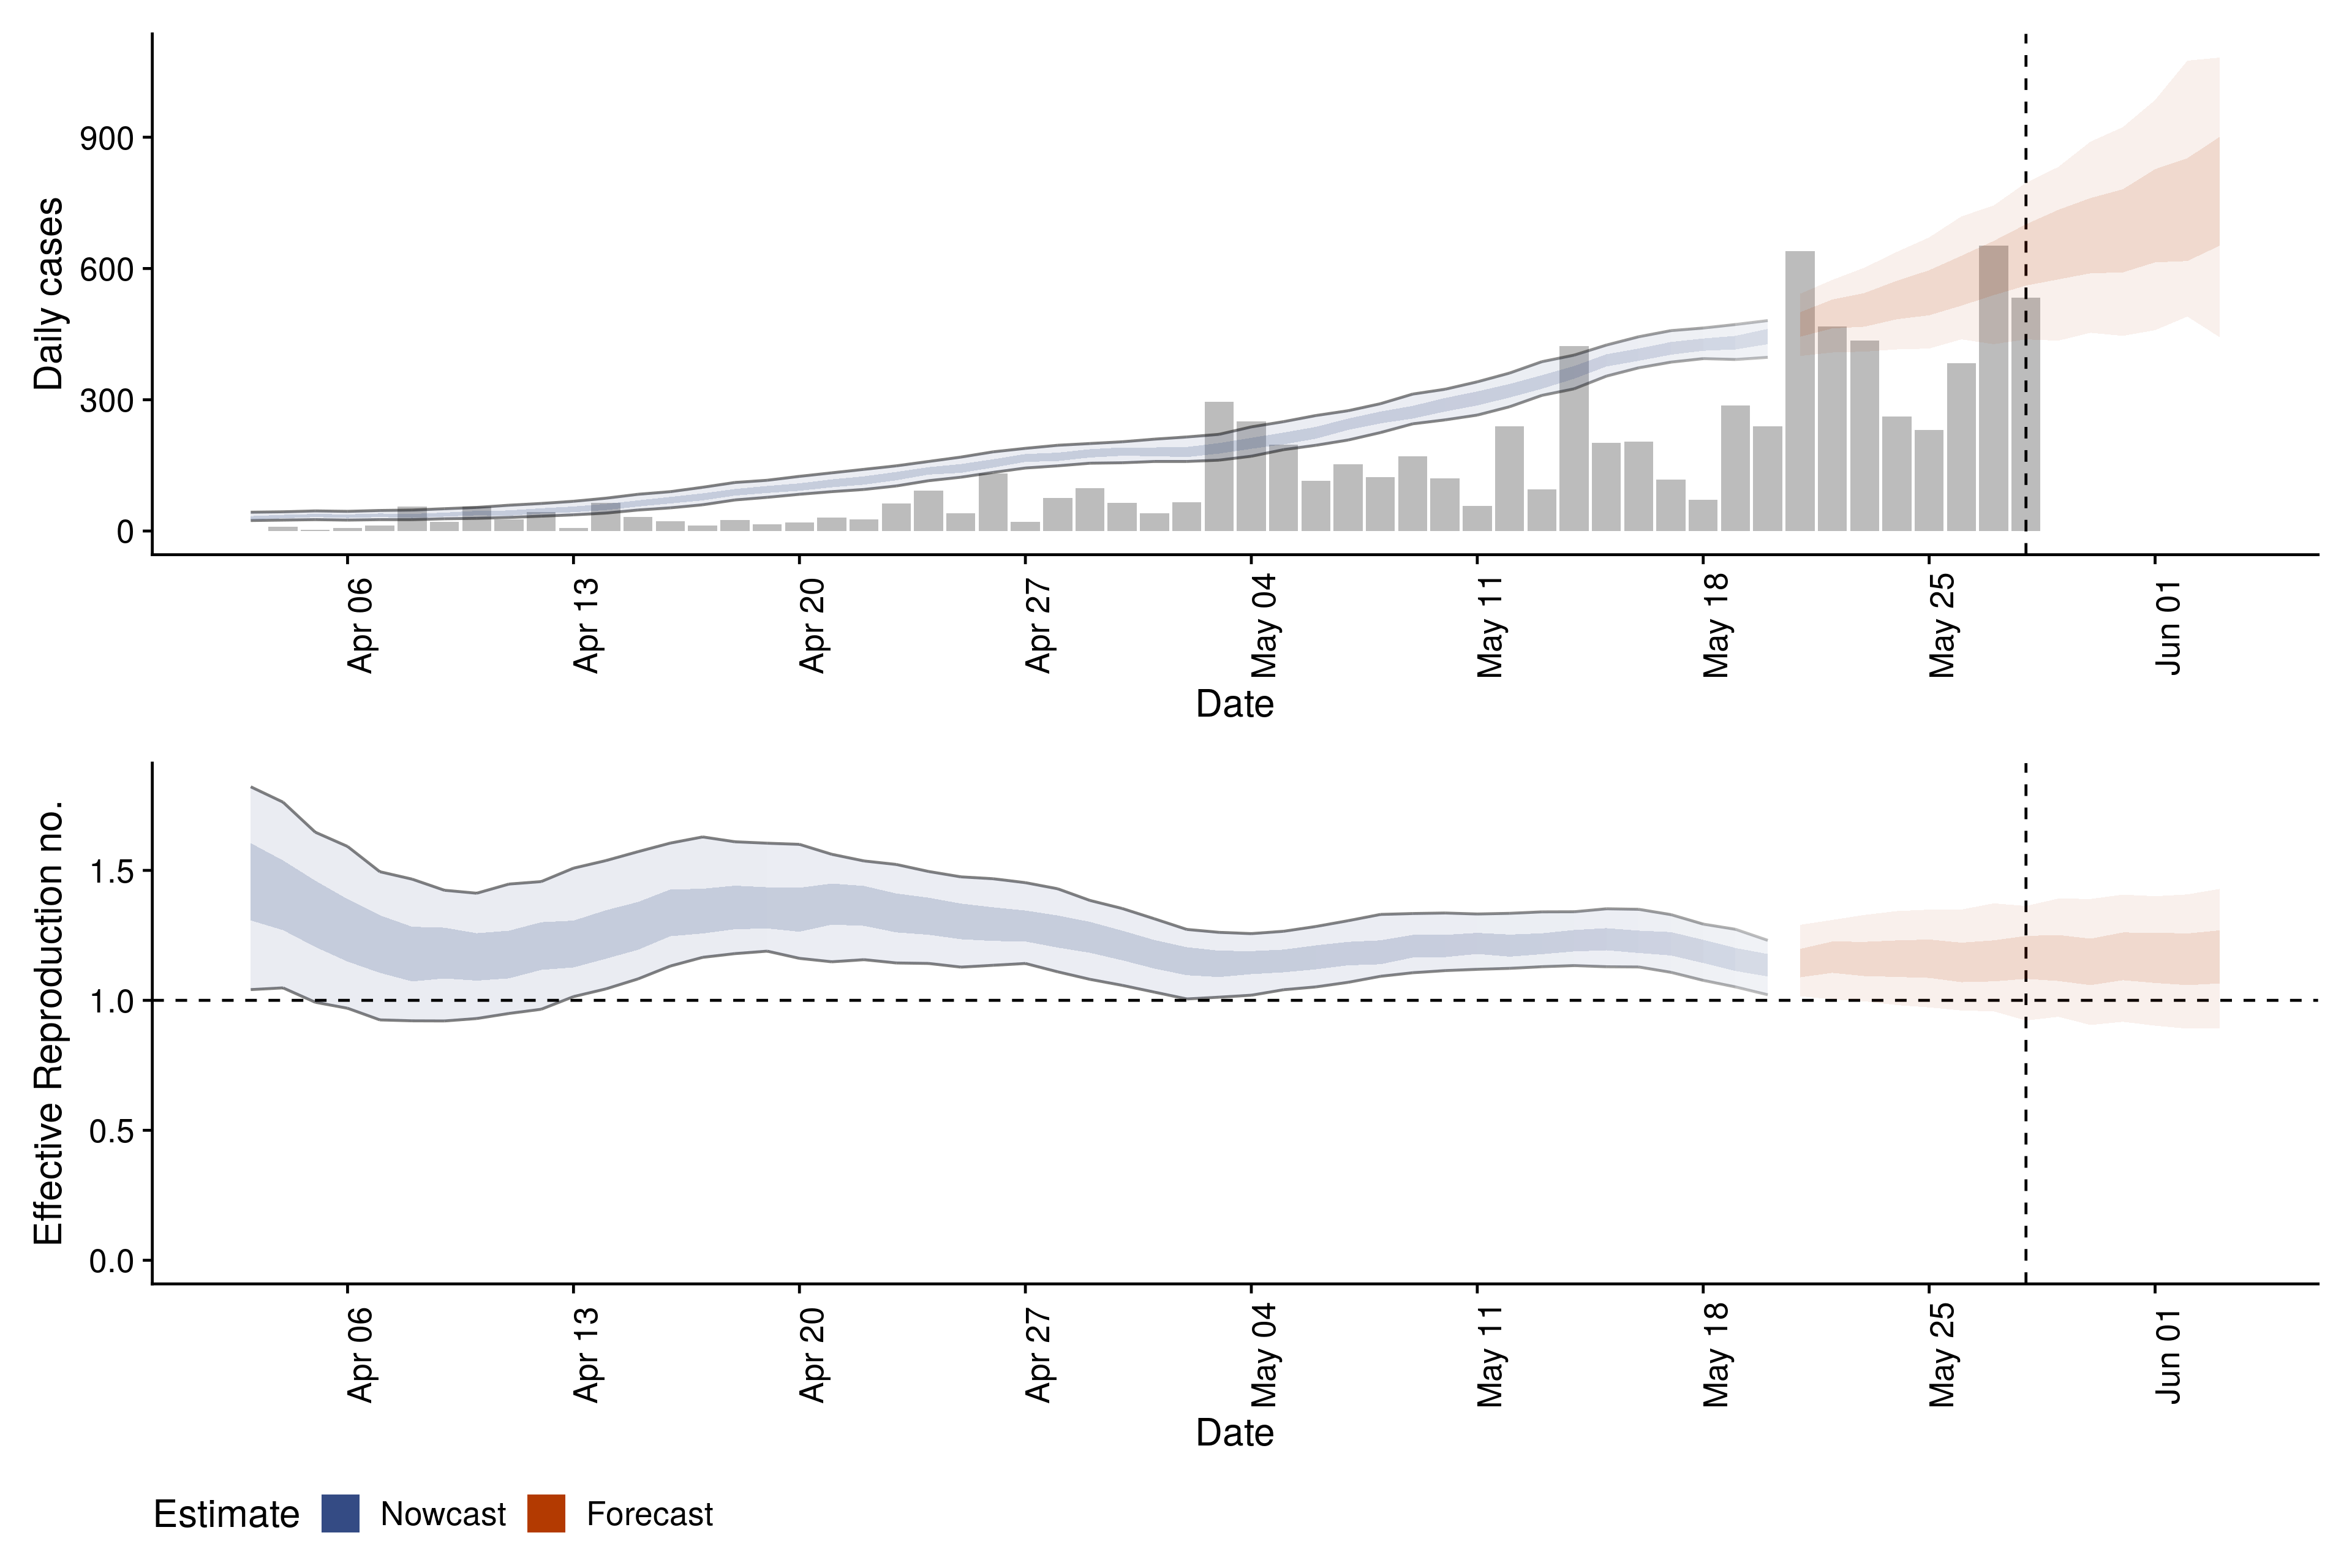 Daily cases
900
600
300
0
Apr 06
Apr 13
Apr 20
Apr 27
May 04
May 11
May 18
May 25
Jun 01
Date
Effective Reproduction no.
1.5
1.0
0.5
0.0
Apr 06
Apr 13
Apr 20
Apr 27
May 04
May 11
May 18
May 25
Jun 01
Date
Estimate Nowcast Forecast